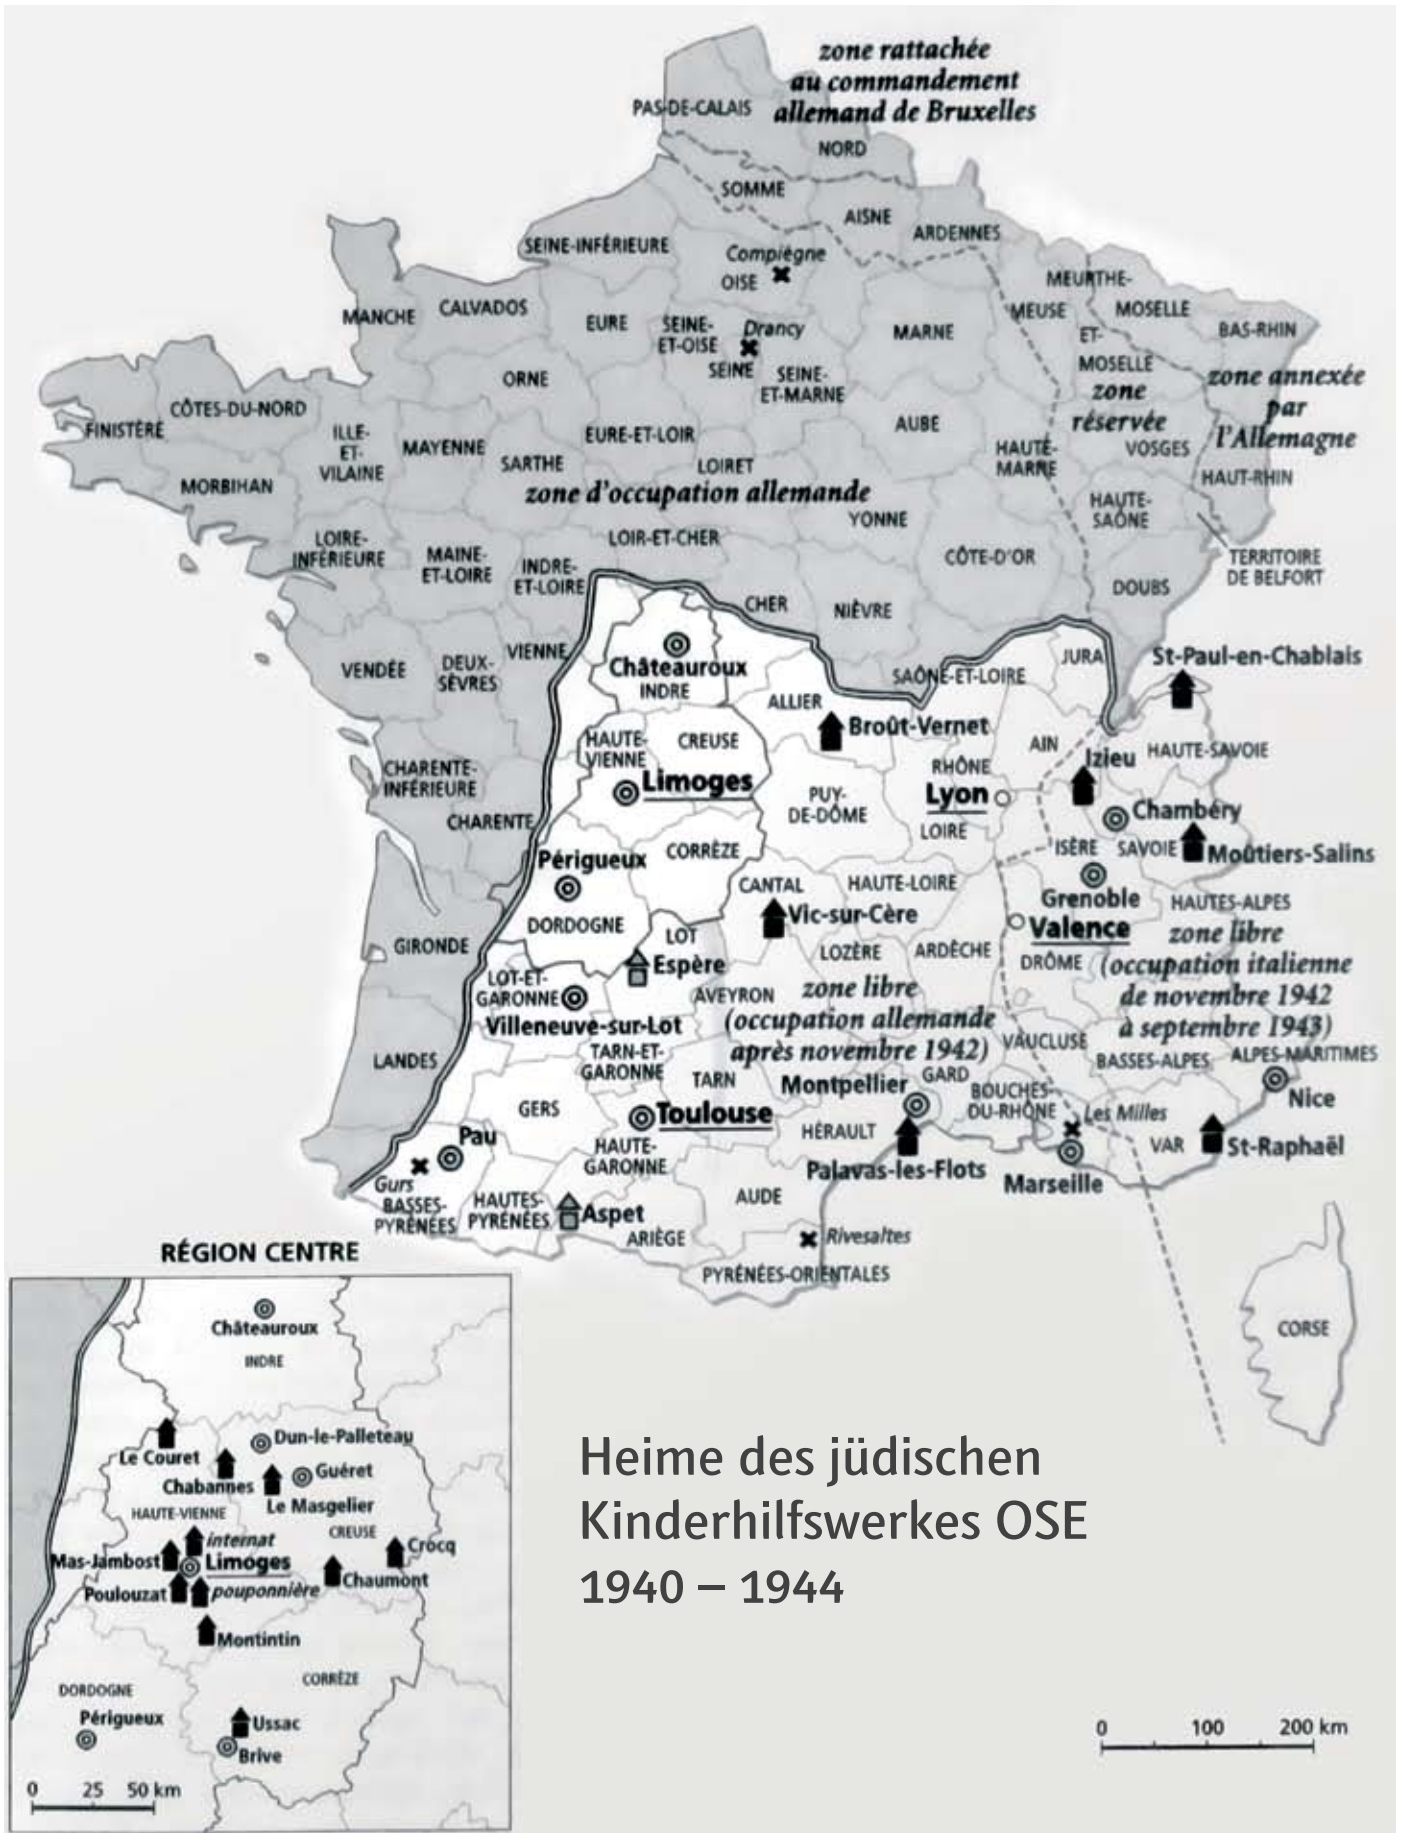 zone rattachée
au commandement
allemand de Bruxelles
PAS-DE-CALAIS
NORD
SOMME
AISNE
ARDENNES
SEINE-INFÉRIEURE
Compiègne
OISE
MANCHE
CALVADOS
EURE
SEINE-
ET-OISE
Drancy
SEINE
SEINE-
ET-MARNE
MARNE
MEUSE
MEURTHE-
ET-
MOSELLE
MOSELLE
BAS-RHIN
zone annexée
par
l'Allemagne
zone
réservée
ORNE
FINISTÈRE
CÔTES-DU-NORD
ILLE-
ET-
VILAINE
MAYENNE
SARTHE
EURE-ET-LOIR
LOIRET
AUBE
HAUTE-
MARNE
VOSGES
HAUT-RHIN
MORBIHAN
zone d'occupation allemande
YONNE
HAUTE-
SAÔNE
LOIRE-
INFÉRIEURE
MAINE-
ET-LOIRE
INDRE-
ET-LOIRE
LOIR-ET-CHER
CÔTE-D'OR
TERRITOIRE
DE BELFORT
DOUBS
CHER
NIÈVRE
VENDÉE
DEUX-
SÈVRES
VIENNE
Châteauroux
INDRE
SAÔNE-ET-LOIRE
JURA
St-Paul-en-Chablais
ALLIER
Broût-Vernet
HAUTE-
VIENNE
CREUSE
AIN
Izieu
HAUTE-SAVOIE
CHARENTE-
INFÉRIEURE
Limoges
PUY-
DE-DÔME
RHÔNE
Lyon
LOIRE
Chambéry
CHARENTE
ISÈRE
SAVOIE
Moûtiers-Salins
Périgueux
CORRÈZE
CANTAL
HAUTE-LOIRE
Grenoble
HAUTES-ALPES
Vic-sur-Cère
DORDOGNE
Valence
GIRONDE
LOT
Espère
LOZÈRE
ARDÈCHE
DRÔME
zone libre
(occupation italienne
de novembre 1942
à septembre 1943)
LOT-ET-
GARONNE
Villeneuve-sur-Lot
AVEYRON
zone libre
(occupation allemande
après novembre 1942)
VAUCLUSE
BASSES-ALPES
ALPES-MARITIMES
LANDES
TARN-ET-
GARONNE
TARN
GARD
Montpellier
BOUCHES-
DU-RHÔNE
Les Milles
Nice
GERS
Toulouse
HÉRAULT
Palavas-les-Flots
Marseille
VAR
St-Raphaël
Pau
Gurs
BASSES-
PYRÉNÉES
HAUTES-
PYRÉNÉES
HAUTE-
GARONNE
Aspet
ARIÈGE
AUDE
Rivesaltes
PYRÉNÉES-ORIENTALES
CORSE
RÉGION CENTRE
Châteauroux
INDRE
Le Couret
Dun-le-Palleteau
Chabannes
Guéret
Le Masgelier
HAUTE-VIENNE
CREUSE
internat
Mas-Jambost
Limoges
Crocq
Poulouzat
pouponnière
Chaumont
Montintin
CORRÈZE
DORDOGNE
Périgueux
Ussac
Brive
0 25 50 km
Heime des jüdischen
Kinderhilfswerkes OSE
1940 – 1944
0 100 200 km